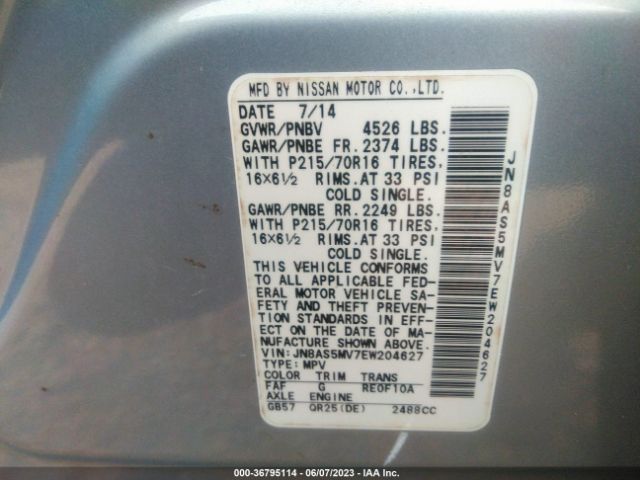 MFD BY NISSAN MOTOR CO.,LTD.
DATE 7/14
GVWR/PNBV 4526 LBS.
GAWR/PNBE FR. 2374 LBS.
WITH P215/70R16 TIRES,
16X6½ RIMS. AT 33 PSI
COLD SINGLE.
GAWR/PNBE RR. 2249 LBS.
WITH P215/70R16 TIRES,
16X6½ RIMS. AT 33 PSI
COLD SINGLE.
THIS VEHICLE CONFORMS
TO ALL APPLICABLE FED-
ERAL MOTOR VEHICLE SA-
FETY AND THEFT PREVEN-
TION STANDARDS IN EFF-
ECT ON THE DATE OF MA-
NUFACTURE SHOWN ABOVE.
VIN: JN8AS5MV7EW204627
TYPE: MPV
COLOR TRIM TRANS
FAF G RE0F10A
AXLE ENGINE
GB57 QR25(DE) 2488CC
JN8AS5MV7EW204627
000-36795114 - 06/07/2023 - IAA Inc.